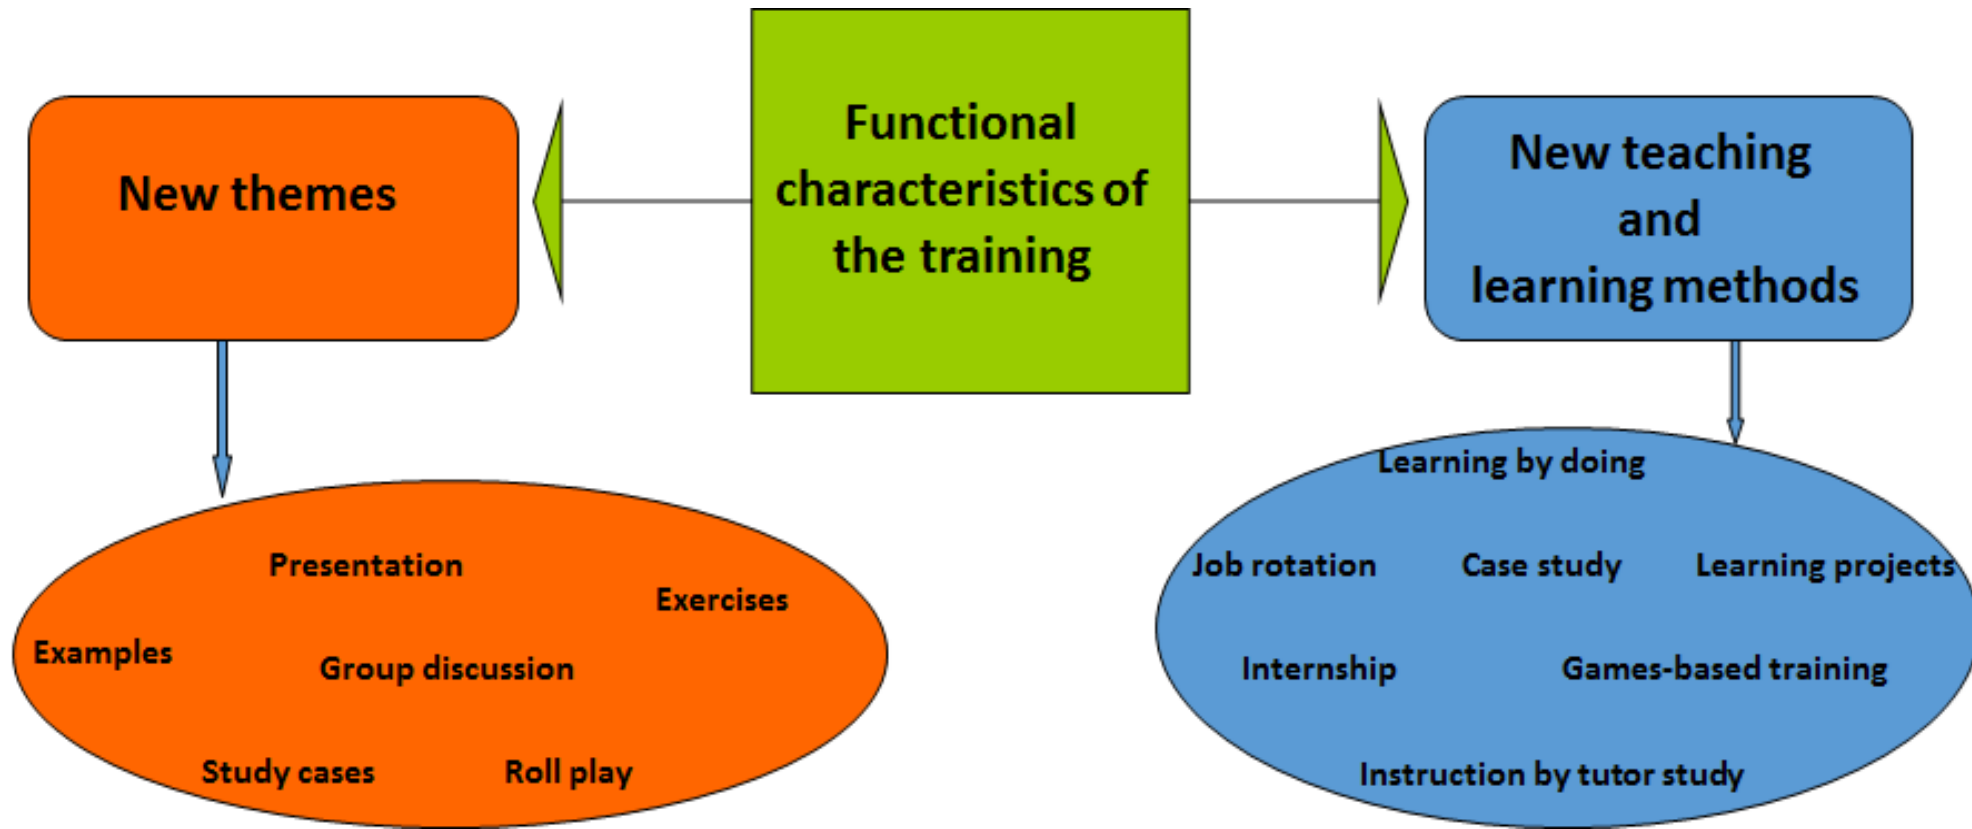 New themes
Functional
characteristics of
the training
New teaching
and
learning methods
Presentation
Exercises
Examples
Group discussion
Study cases
Roll play
Learning by doing
Job rotation
Case study
Learning projects
Internship
Games-based training
Instruction by tutor study